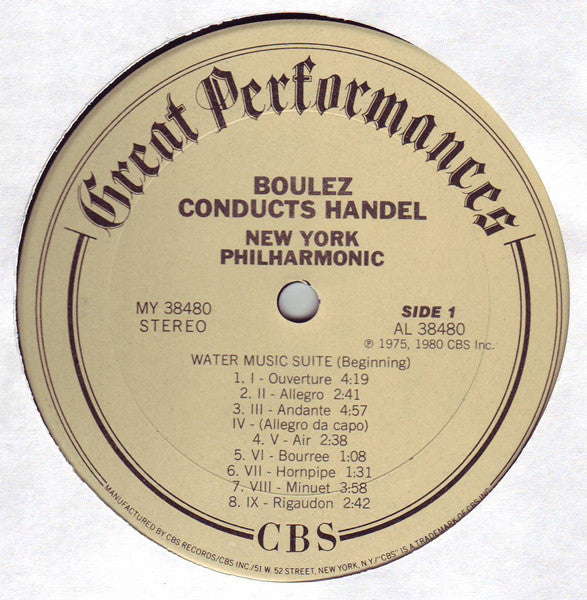 Great Performances
BOULEZ
CONDUCTS HANDEL
NEW YORK
PHILHARMONIC
MY 38480
STEREO
SIDE 1
AL 38480
℗ 1975, 1980 CBS Inc.
WATER MUSIC SUITE (Beginning)
1. I - Ouverture 4:19
2. II - Allegro 2:41
3. III - Andante 4:57
IV - (Allegro da capo)
4. V - Air 2:38
5. VI - Bourree 1:08
6. VII - Hornpipe 1:31
7. VIII - Minuet 3:58
8. IX - Rigaudon 2:42
CBS
MANUFACTURED BY CBS RECORDS/CBS INC./51 W. 52 STREET, NEW YORK, N.Y./"CBS" IS A TRADEMARK OF CBS INC.